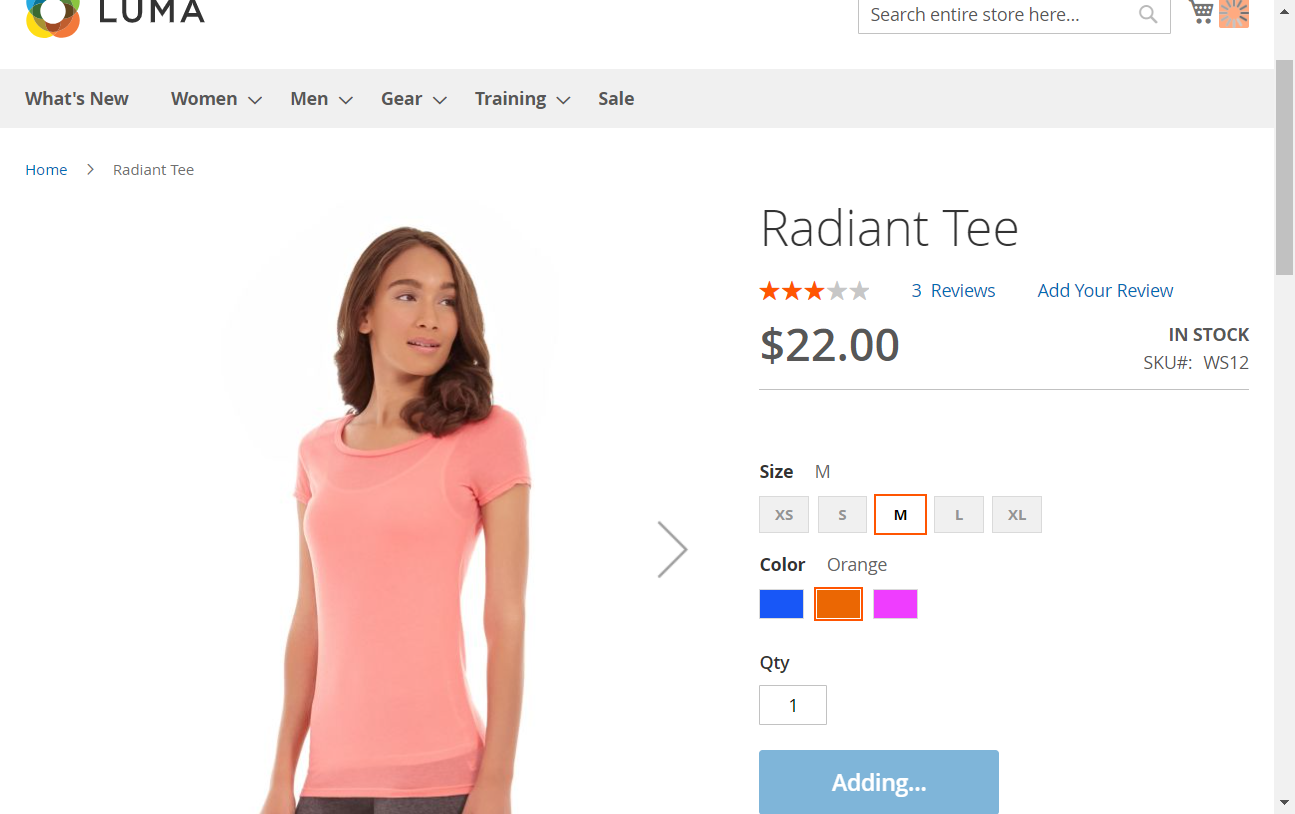 LUMA
Search entire store here...
What's New Women Men Gear Training Sale
Home Radiant Tee
Radiant Tee
3 Reviews Add Your Review
$22.00
IN STOCK
SKU#: WS12
Size M
XS S M L XL
Color Orange
Qty
1
Adding...